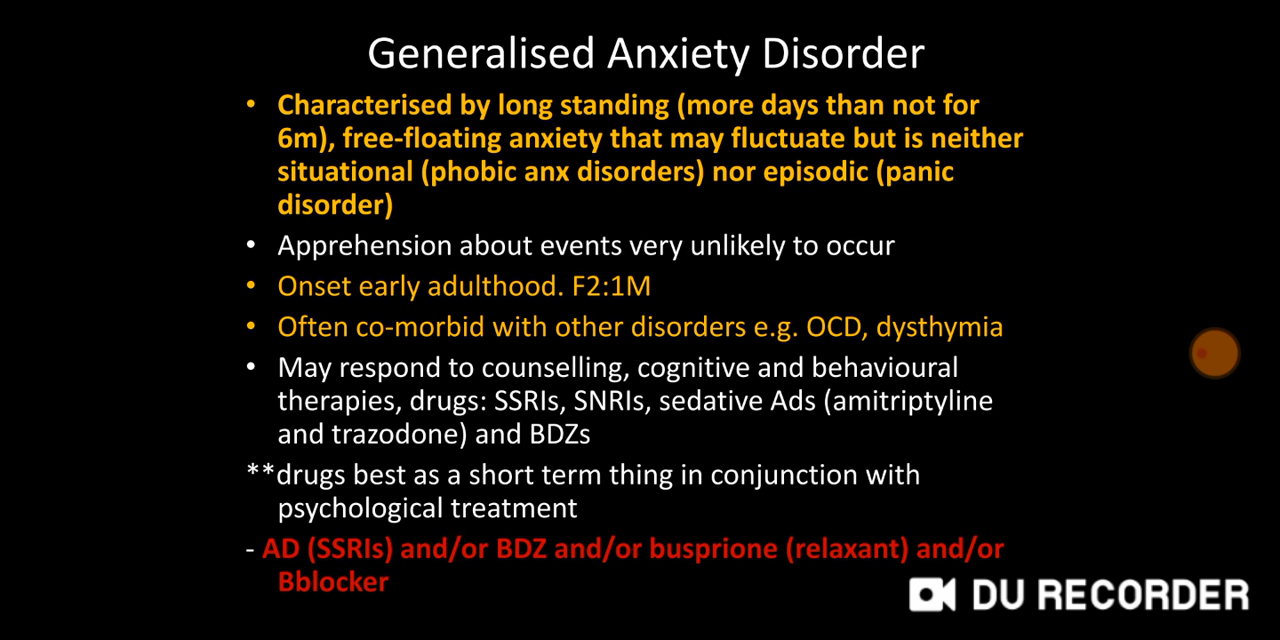 Generalised Anxiety Disorder
• Characterised by long standing (more days than not for
6m), free-floating anxiety that may fluctuate but is neither
situational (phobic anx disorders) nor episodic (panic
disorder)
• Apprehension about events very unlikely to occur
• Onset early adulthood. F2:1M
• Often co-morbid with other disorders e.g. OCD, dysthymia
• May respond to counselling, cognitive and behavioural
therapies, drugs: SSRIs, SNRIs, sedative Ads (amitriptyline
and trazodone) and BDZs
**drugs best as a short term thing in conjunction with
psychological treatment
- AD (SSRIs) and/or BDZ and/or busprione (relaxant) and/or
Bblocker
DU RECORDER